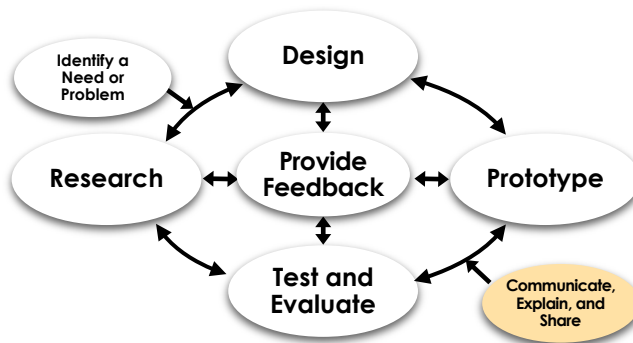 Identify a
Need or
Problem
Design
Research
Provide
Feedback
Prototype
Test and
Evaluate
Communicate,
Explain, and
Share